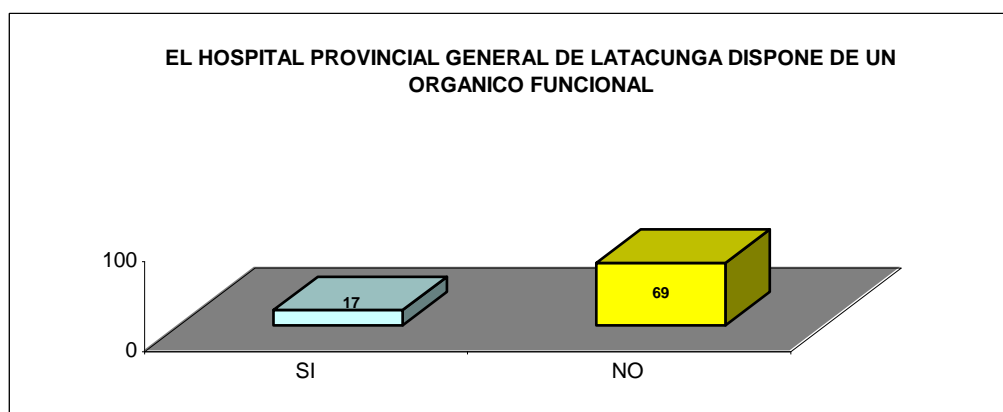 EL HOSPITAL PROVINCIAL GENERAL DE LATACUNGA DISPONE DE UN
ORGANICO FUNCIONAL
100
17
69
0
SI
NO